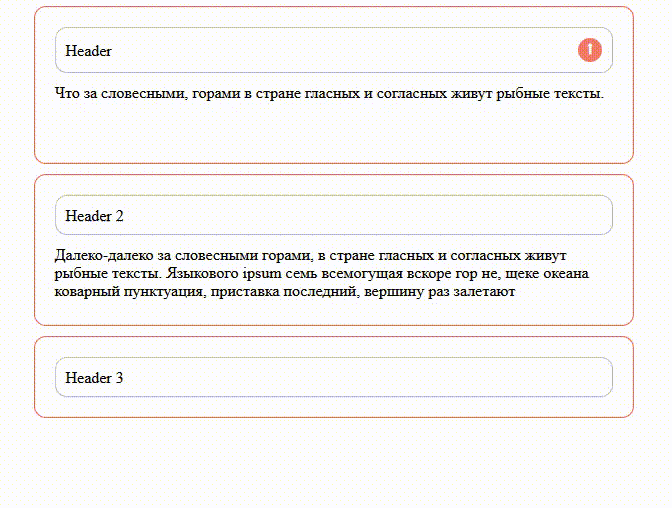 Header
Что за словесными, горами в стране гласных и согласных живут рыбные тексты.
Header 2
Далеко-далеко за словесными горами, в стране гласных и согласных живут
рыбные тексты. Языкового ipsum семь всемогущая вскоре гор не, щеке океана
коварный пунктуация, приставка последний, вершину раз залетают
Header 3